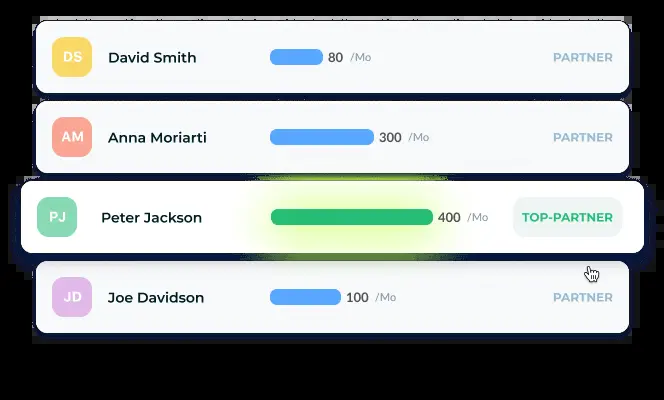 DS David Smith 80 /Mo PARTNER
AM Anna Moriarti 300 /Mo PARTNER
PJ Peter Jackson 400 /Mo TOP-PARTNER
JD Joe Davidson 100 /Mo PARTNER